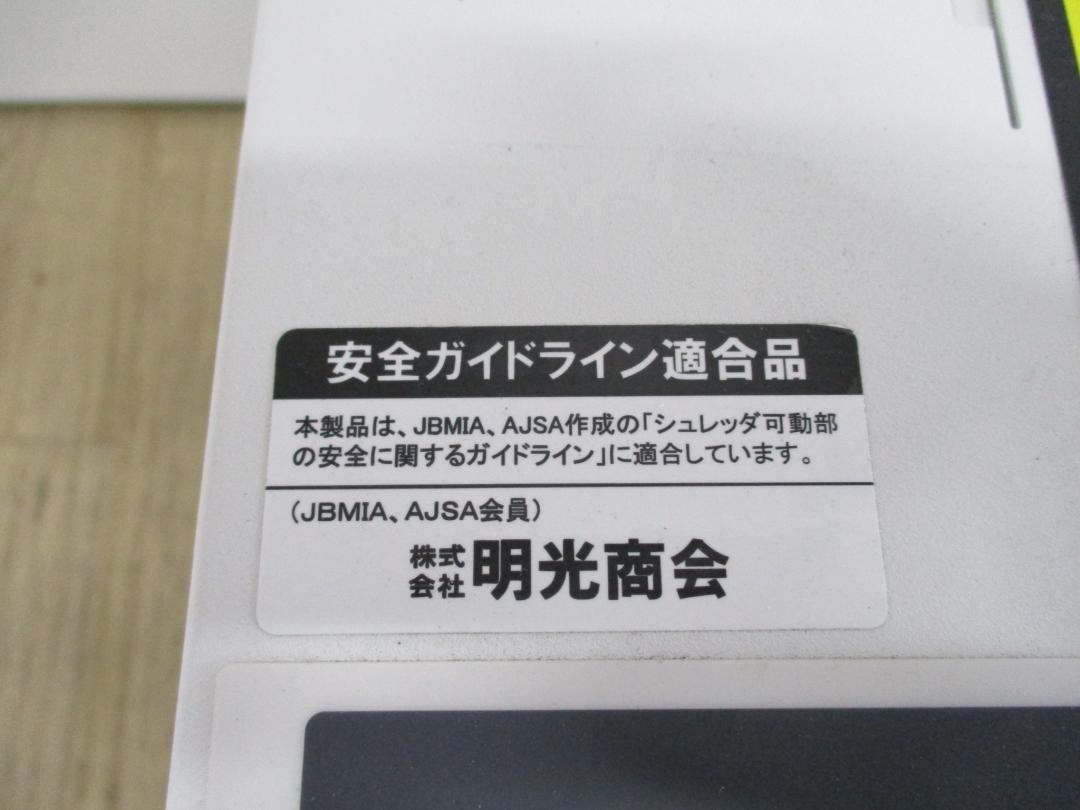 安全ガイドライン適合品
本製品は、JBMIA、AJSA作成の「シュレッダ可動部
の安全に関するガイドライン」に適合しています。
(JBMIA、AJSA会員)
株式会社 明光商会